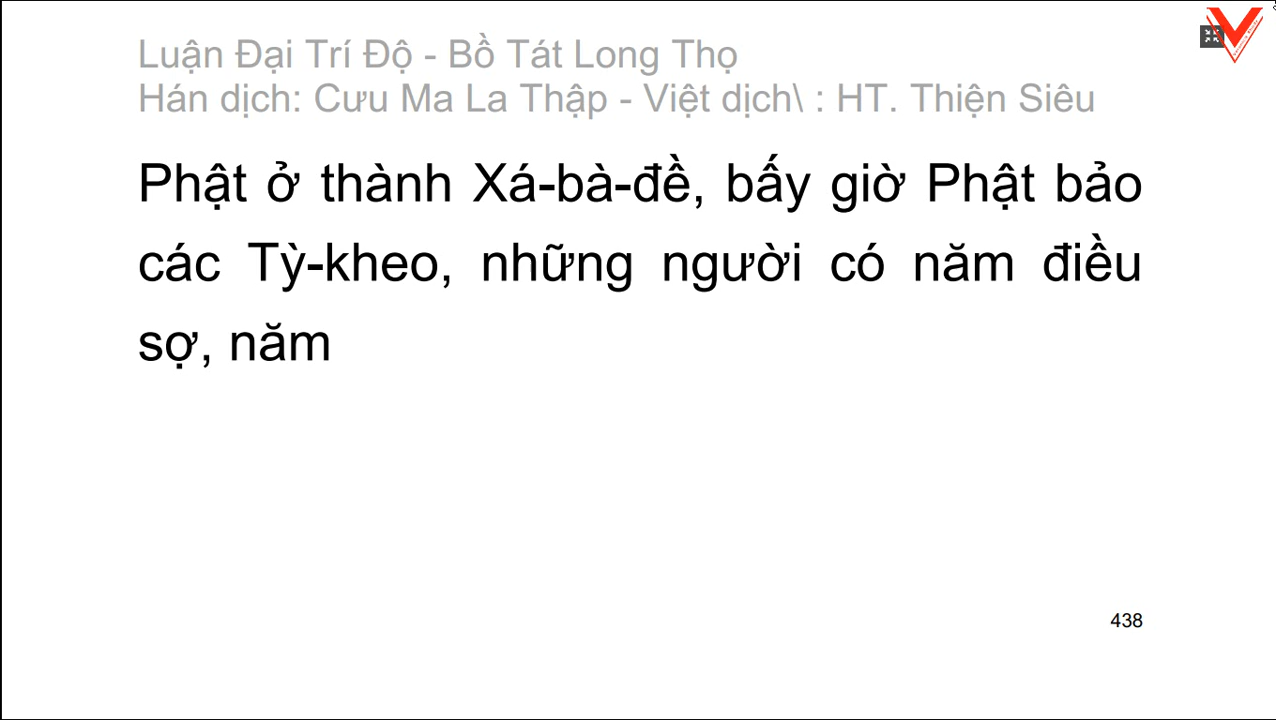 Luận Đại Trí Độ - Bồ Tát Long Thọ
Hán dịch: Cưu Ma La Thập - Việt dịch\ : HT. Thiện Siêu
Phật ở thành Xá-bà-đề, bấy giờ Phật bảo
các Tỳ-kheo, những người có năm điều
sợ, năm
438